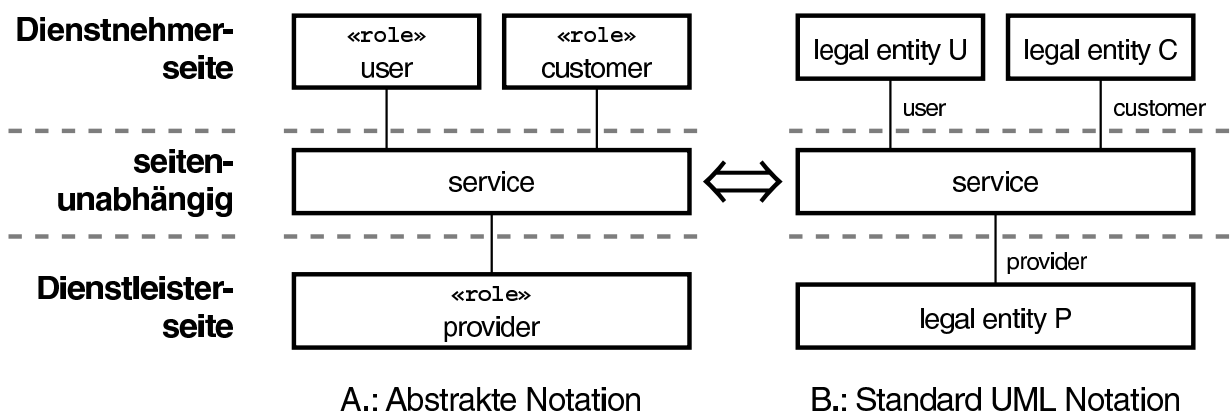 Dienstnehmer-
seite
«role»
user
«role»
customer
legal entity U
legal entity C
user
customer
seiten-
unabhängig
service
service
provider
Dienstleister-
seite
«role»
provider
legal entity P
A.: Abstrakte Notation
B.: Standard UML Notation